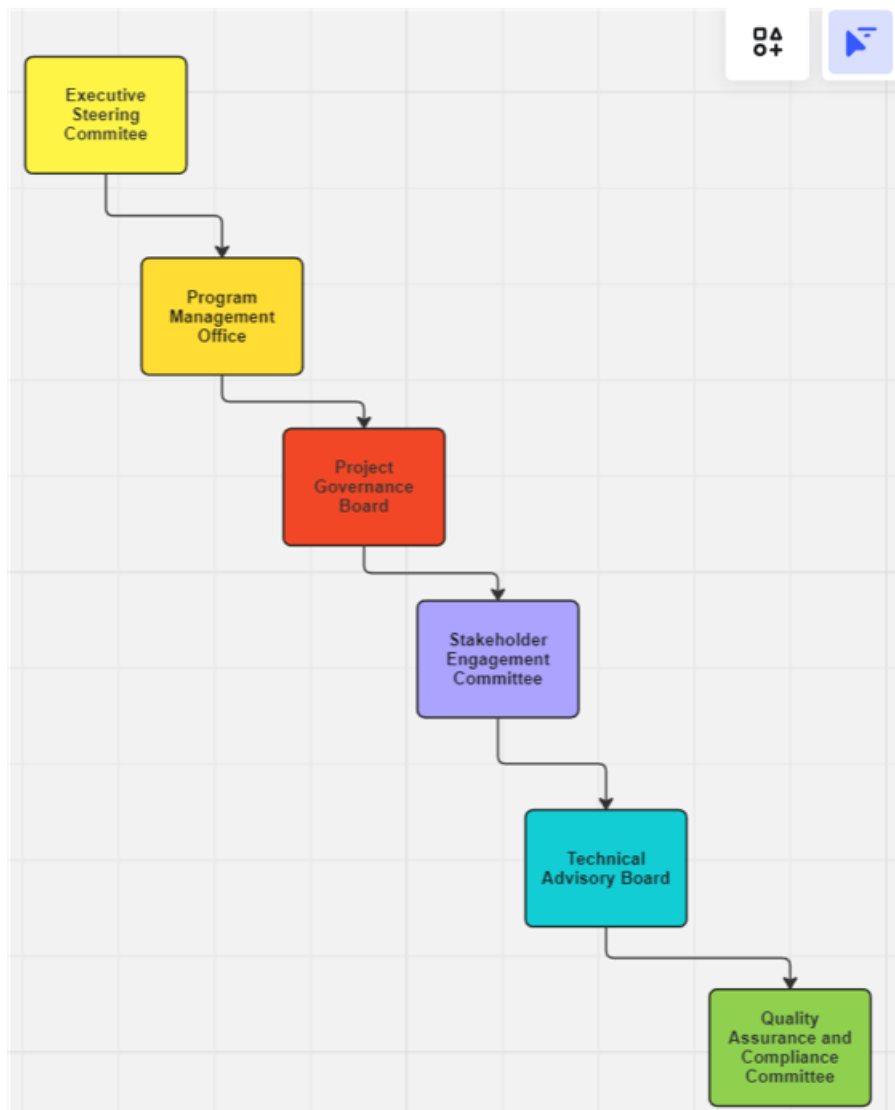 Executive
Steering
Commitee
Program
Management
Office
Project
Governance
Board
Stakeholder
Engagement
Committee
Technical
Advisory Board
Quality
Assurance and
Compliance
Committee